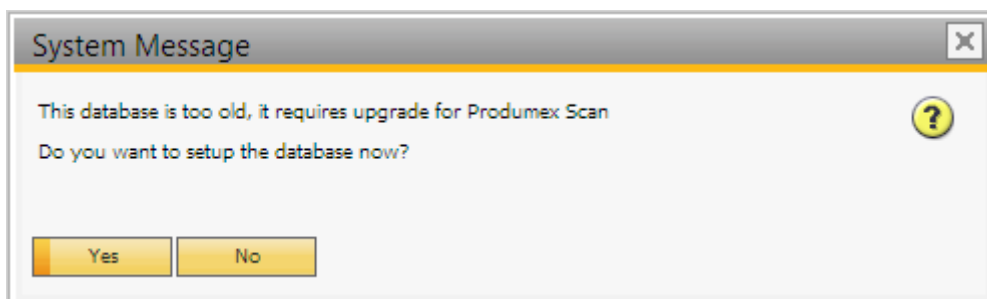 System Message
This database is too old, it requires upgrade for Produmex Scan
Do you want to setup the database now?
Yes No